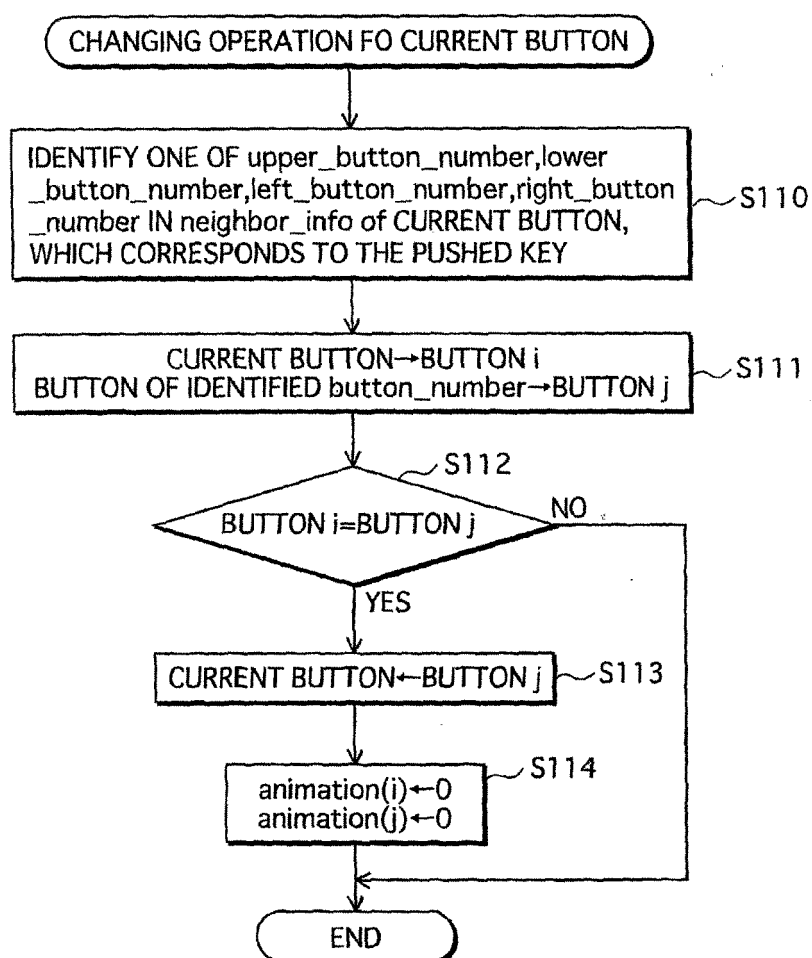 CHANGING OPERATION FO CURRENT BUTTON
IDENTIFY ONE OF upper_button_number,lower
_button_number,left_button_number,right_button
_number IN neighbor_info of CURRENT BUTTON,
WHICH CORRESPONDS TO THE PUSHED KEY
S110
CURRENT BUTTON→BUTTON i
BUTTON OF IDENTIFIED button_number→BUTTON j
S111
S112
BUTTON i=BUTTON j
NO
YES
CURRENT BUTTON←BUTTON j
S113
animation(i)←0
animation(j)←0
S114
END